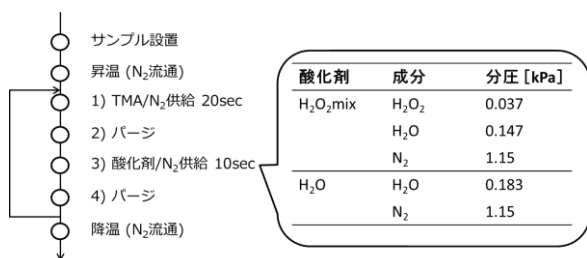 サンプル設置
昇温 (N₂流通)
1) TMA/N₂供給 20sec
2) パージ
3) 酸化剤/N₂供給 10sec
4) パージ
降温 (N₂流通)
酸化剤 成分 分圧 [kPa]
H₂O₂mix H₂O₂ 0.037
H₂O 0.147
N₂ 1.15
H₂O H₂O 0.183
N₂ 1.15